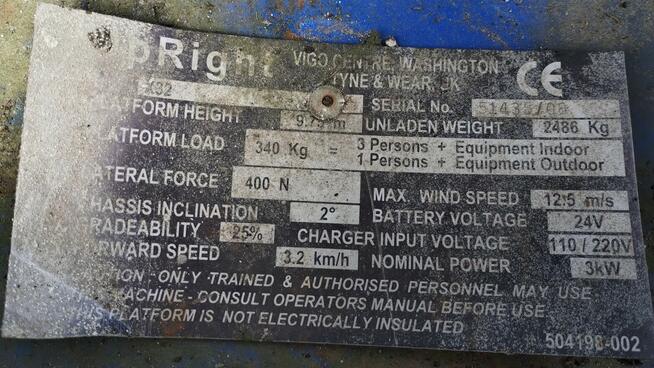 pRight VIGO CENTRE, WASHINGTON
TYNE & WEAR, UK
SERIAL No.
PLATFORM HEIGHT UNLADEN WEIGHT 2486 Kg
PLATFORM LOAD 340 Kg = 3 Persons + Equipment Indoor
1 Persons + Equipment Outdoor
LATERAL FORCE 400 N
MAX. WIND SPEED 12.5 m/s
CHASSIS INCLINATION 2° BATTERY VOLTAGE 24V
GRADEABILITY 25% CHARGER INPUT VOLTAGE 110 / 220V
FORWARD SPEED 3.2 km/h NOMINAL POWER 3kW
- ONLY TRAINED & AUTHORISED PERSONNEL MAY USE
MACHINE - CONSULT OPERATORS MANUAL BEFORE USE
THIS PLATFORM IS NOT ELECTRICALLY INSULATED
504198-002
CE